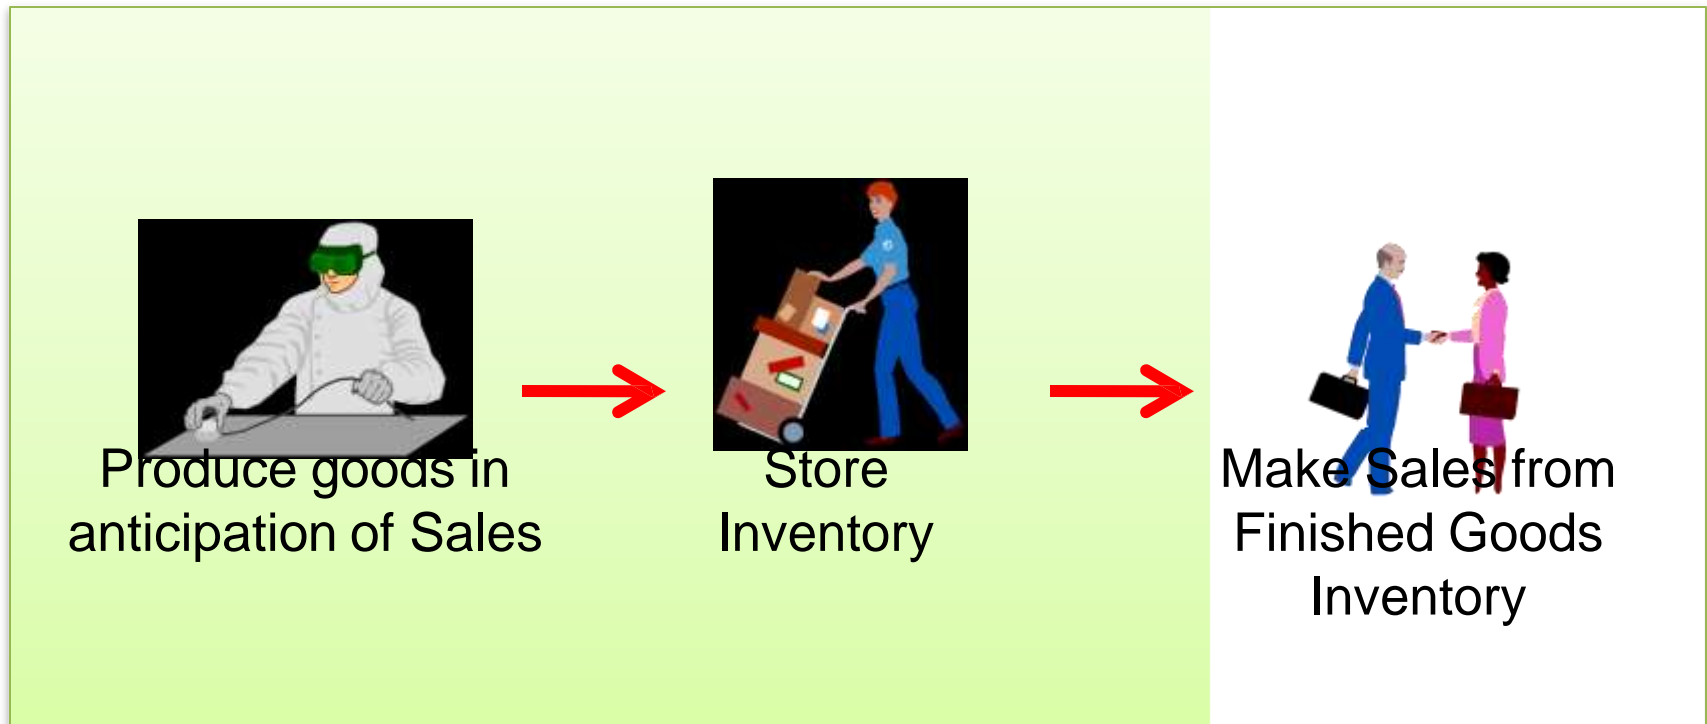 Produce goods in
anticipation of Sales
Store
Inventory
Make Sales from
Finished Goods
Inventory